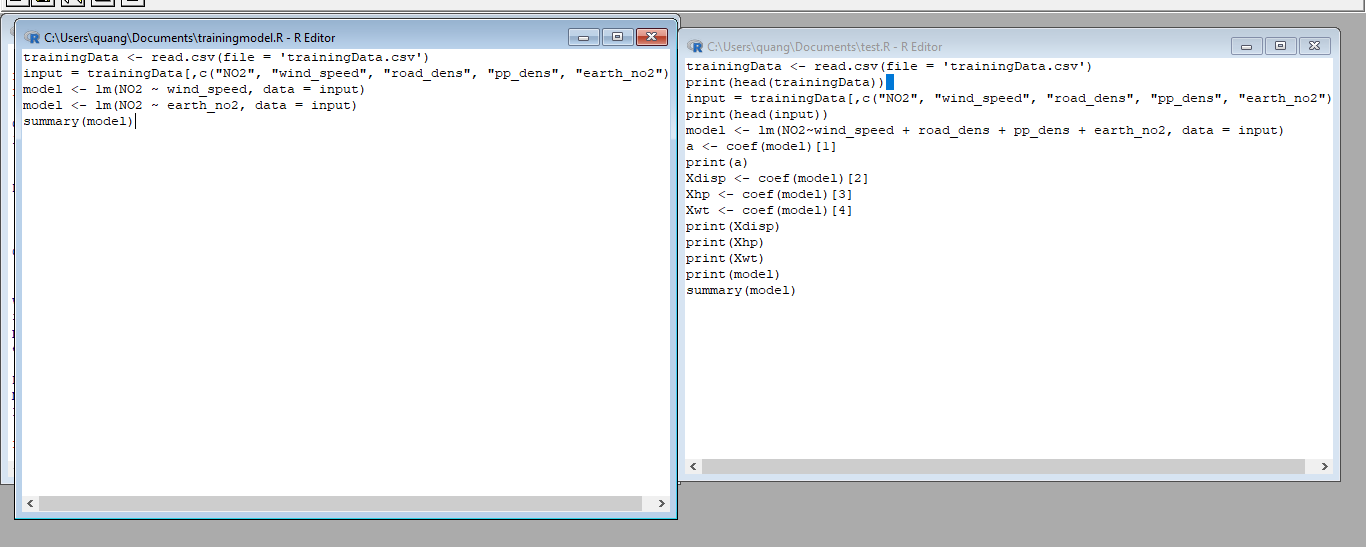 C:\Users\quang\Documents\trainingmodel.R - R Editor
trainingData <- read.csv(file = 'trainingData.csv')
input = trainingData[,c("NO2", "wind_speed", "road_dens", "pp_dens", "earth_no2")
model <- lm(NO2 ~ wind_speed, data = input)
model <- lm(NO2 ~ earth_no2, data = input)
summary(model)
C:\Users\quang\Documents\test.R - R Editor
trainingData <- read.csv(file = 'trainingData.csv')
print(head(trainingData))
input = trainingData[,c("NO2", "wind_speed", "road_dens", "pp_dens", "earth_no2")
print(head(input))
model <- lm(NO2~wind_speed + road_dens + pp_dens + earth_no2, data = input)
a <- coef(model)[1]
print(a)
Xdisp <- coef(model)[2]
Xhp <- coef(model)[3]
Xwt <- coef(model)[4]
print(Xdisp)
print(Xhp)
print(Xwt)
print(model)
summary(model)